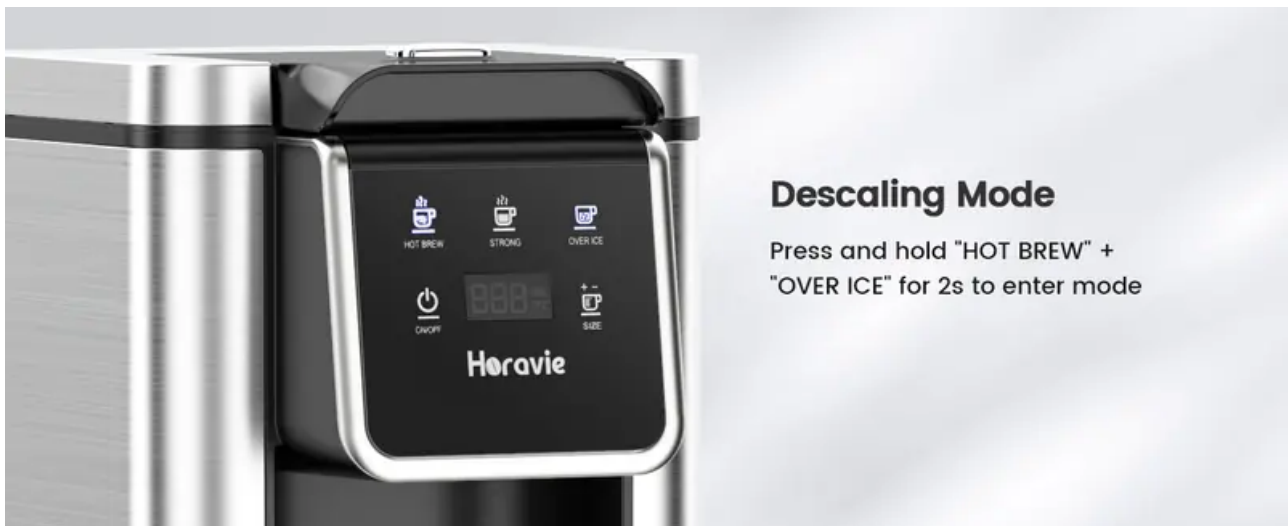 HOT BREW
STRONG
OVER ICE
ON/OFF
+ -
SIZE
Horavie
Descaling Mode
Press and hold "HOT BREW" +
"OVER ICE" for 2s to enter mode